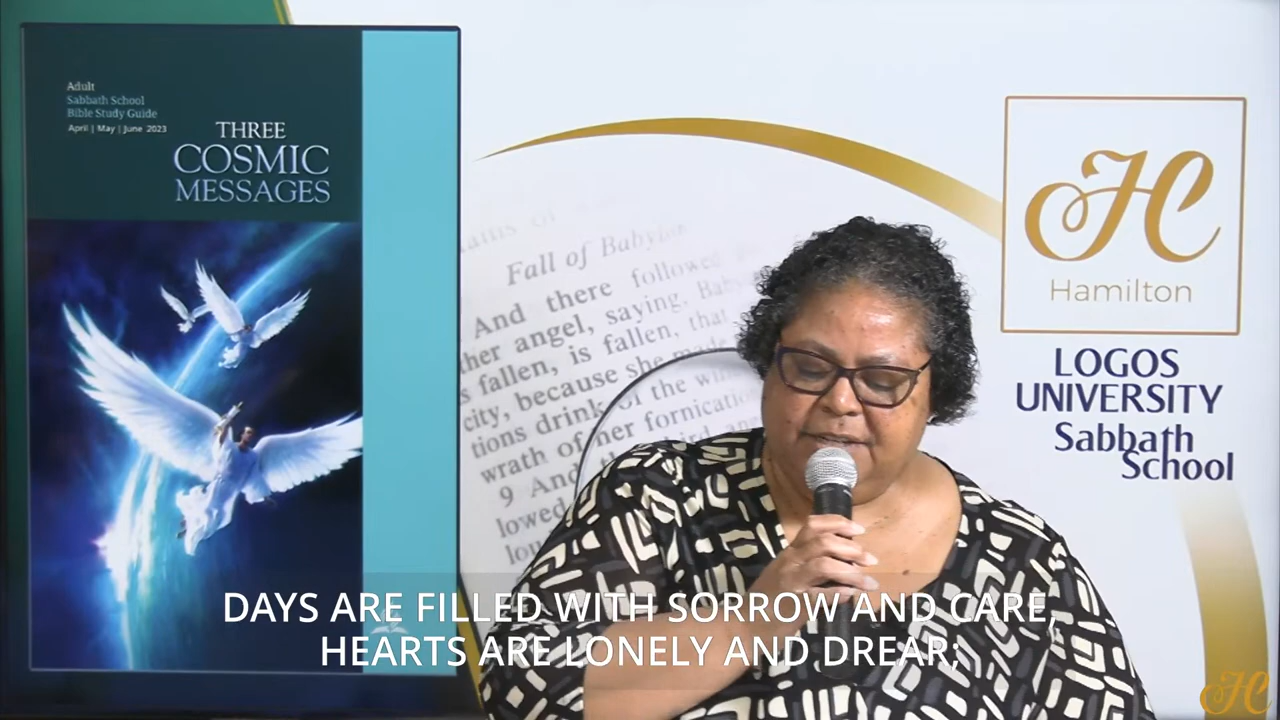 Adult
Sabbath School
Bible Study Guide
April | May | June 2023
THREE
COSMIC
MESSAGES
Fall of Babylon
And there followed
ther angel, saying, Bab
s fallen, is fallen, that
city, because she made
tions drink of the wine
wrath of her fornication
9 And
lowed
H
Hamilton
LOGOS
UNIVERSITY
Sabbath
School
DAYS ARE FILLED WITH SORROW AND CARE,
HEARTS ARE LONELY AND DREAR;
H